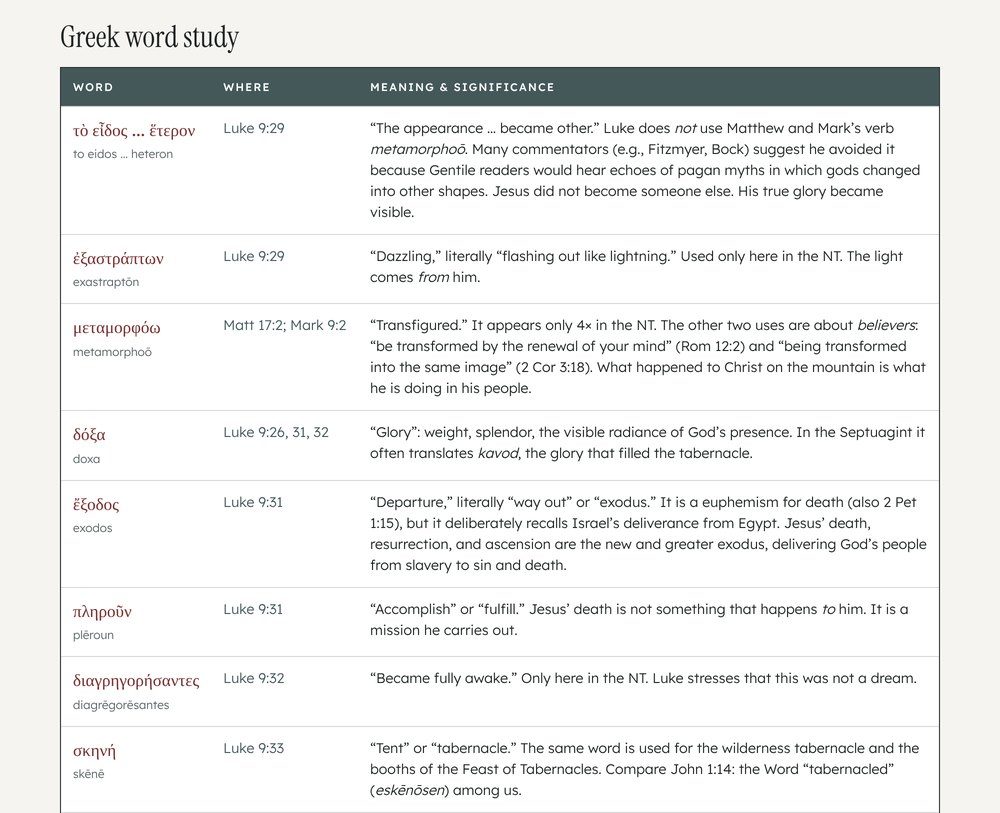 Greek word study
WORD WHERE MEANING & SIGNIFICANCE
τὸ εἶδος … ἕτερον Luke 9:29 “The appearance … became other.” Luke does not use Matthew and Mark’s verb
to eidos … heteron metamorphoō. Many commentators (e.g., Fitzmyer, Bock) suggest he avoided it
because Gentile readers would hear echoes of pagan myths in which gods changed
into other shapes. Jesus did not become someone else. His true glory became
visible.
ἐξαστράπτων Luke 9:29 “Dazzling,” literally “flashing out like lightning.” Used only here in the NT. The light
exastraptōn comes from him.
μεταμορφόω Matt 17:2; Mark 9:2 “Transfigured.” It appears only 4× in the NT. The other two uses are about believers:
metamorphoō “be transformed by the renewal of your mind” (Rom 12:2) and “being transformed
into the same image” (2 Cor 3:18). What happened to Christ on the mountain is what
he is doing in his people.
δόξα Luke 9:26, 31, 32 “Glory”: weight, splendor, the visible radiance of God’s presence. In the Septuagint it
doxa often translates kavod, the glory that filled the tabernacle.
ἔξοδος Luke 9:31 “Departure,” literally “way out” or “exodus.” It is a euphemism for death (also 2 Pet
exodos 1:15), but it deliberately recalls Israel’s deliverance from Egypt. Jesus’ death,
resurrection, and ascension are the new and greater exodus, delivering God’s people
from slavery to sin and death.
πληροῦν Luke 9:31 “Accomplish” or “fulfill.” Jesus’ death is not something that happens to him. It is a
plēroun mission he carries out.
διαγρηγορήσαντες Luke 9:32 “Became fully awake.” Only here in the NT. Luke stresses that this was not a dream.
diagrēgorēsantes
σκηνή Luke 9:33 “Tent” or “tabernacle.” The same word is used for the wilderness tabernacle and the
skēnē booths of the Feast of Tabernacles. Compare John 1:14: the Word “tabernacled”
(eskēnōsen) among us.